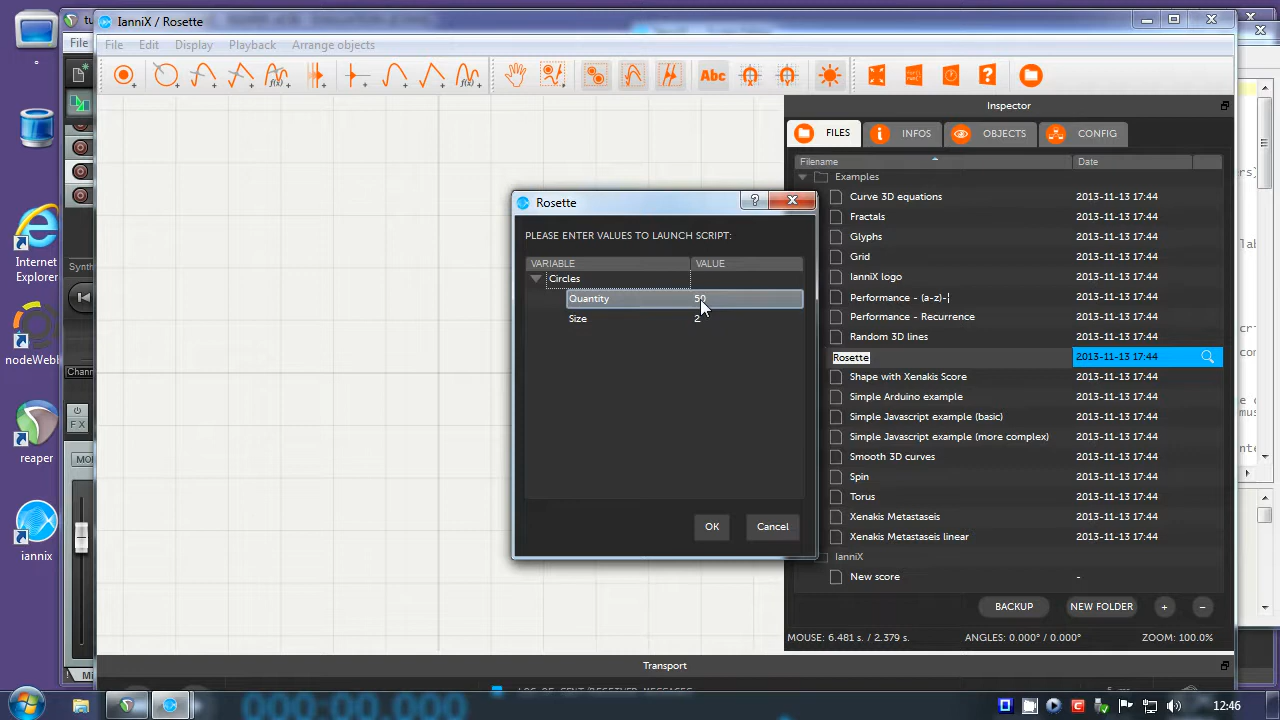 IanniX / Rosette
File
File Edit Display Playback Arrange objects
f(x) f(x) Abc
Inspector
FILES INFOS OBJECTS CONFIG
Filename Date
Examples
Curve 3D equations 2013-11-13 17:44
Fractals 2013-11-13 17:44
Glyphs 2013-11-13 17:44
Grid 2013-11-13 17:44
IanniX logo 2013-11-13 17:44
Performance - (a-z)- 2013-11-13 17:44
Performance - Recurrence 2013-11-13 17:44
Random 3D lines 2013-11-13 17:44
Rosette 2013-11-13 17:44
Shape with Xenakis Score 2013-11-13 17:44
Simple Arduino example 2013-11-13 17:44
Simple Javascript example (basic) 2013-11-13 17:44
Simple Javascript example (more complex) 2013-11-13 17:44
Smooth 3D curves 2013-11-13 17:44
Spin 2013-11-13 17:44
Torus 2013-11-13 17:44
Xenakis Metastaseis 2013-11-13 17:44
Xenakis Metastaseis linear 2013-11-13 17:44
IanniX
New score -
BACKUP NEW FOLDER + −
MOUSE: 6.481 s. / 2.379 s. ANGLES: 0.000° / 0.000° ZOOM: 100.0%
Transport
Rosette
PLEASE ENTER VALUES TO LAUNCH SCRIPT:
VARIABLE VALUE
Circles
Quantity 50
Size 2
OK Cancel
Internet
Explorer
nodeWebb
reaper
iannix
Synth
FX
12:46